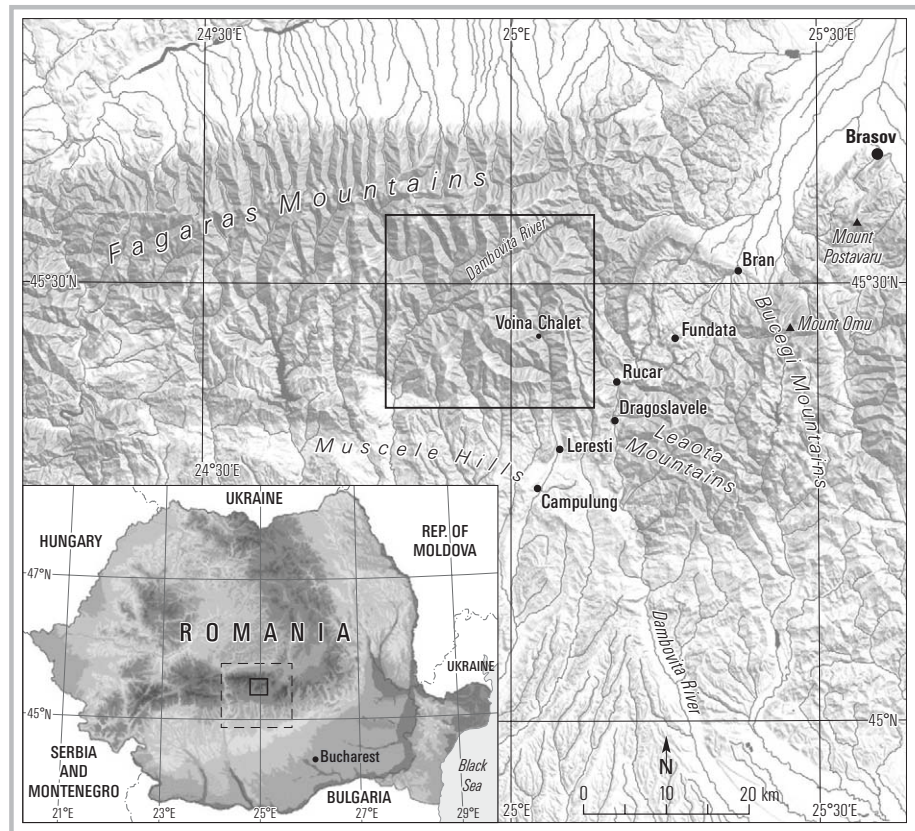 24°30'
25°E
25°30'
Brasov
Fagaras Mountains
Dambovita River
Mount
Postavaru
45°30'N
45°30'N
Bran
Bucegi Mountains
Voina Chalet
Fundata
Mount Omu
Rucar
Dragoslavele
Leaota
Mountains
Muscele Hills
Leresti
24°30'
Campulung
UKRAINE
HUNGARY
REP. OF
MOLDOVA
47°N
47°N
ROMANIA
Dambovita River
UKRAINE
45°N
45°N
45°N
SERBIA
AND
MONTENEGRO
Bucharest
Black
Sea
BULGARIA
N
21°E
23°E
25°E
27°E
29°E
25°E
0 10 20 km
25°30'